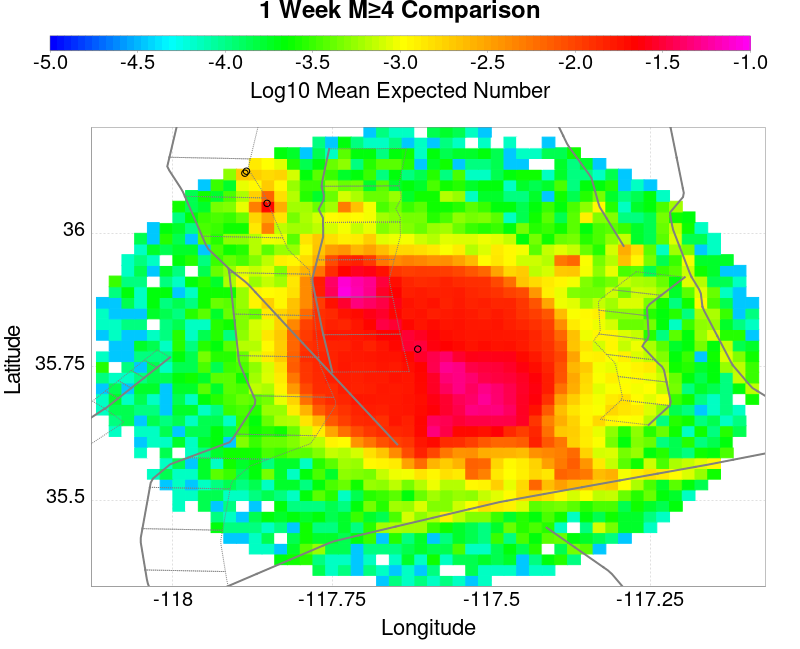 1 Week M≥4 Comparison
-5.0 -4.5 -4.0 -3.5 -3.0 -2.5 -2.0 -1.5 -1.0
Log10 Mean Expected Number
36
35.75
35.5
Latitude
-118 -117.75 -117.5 -117.25
Longitude